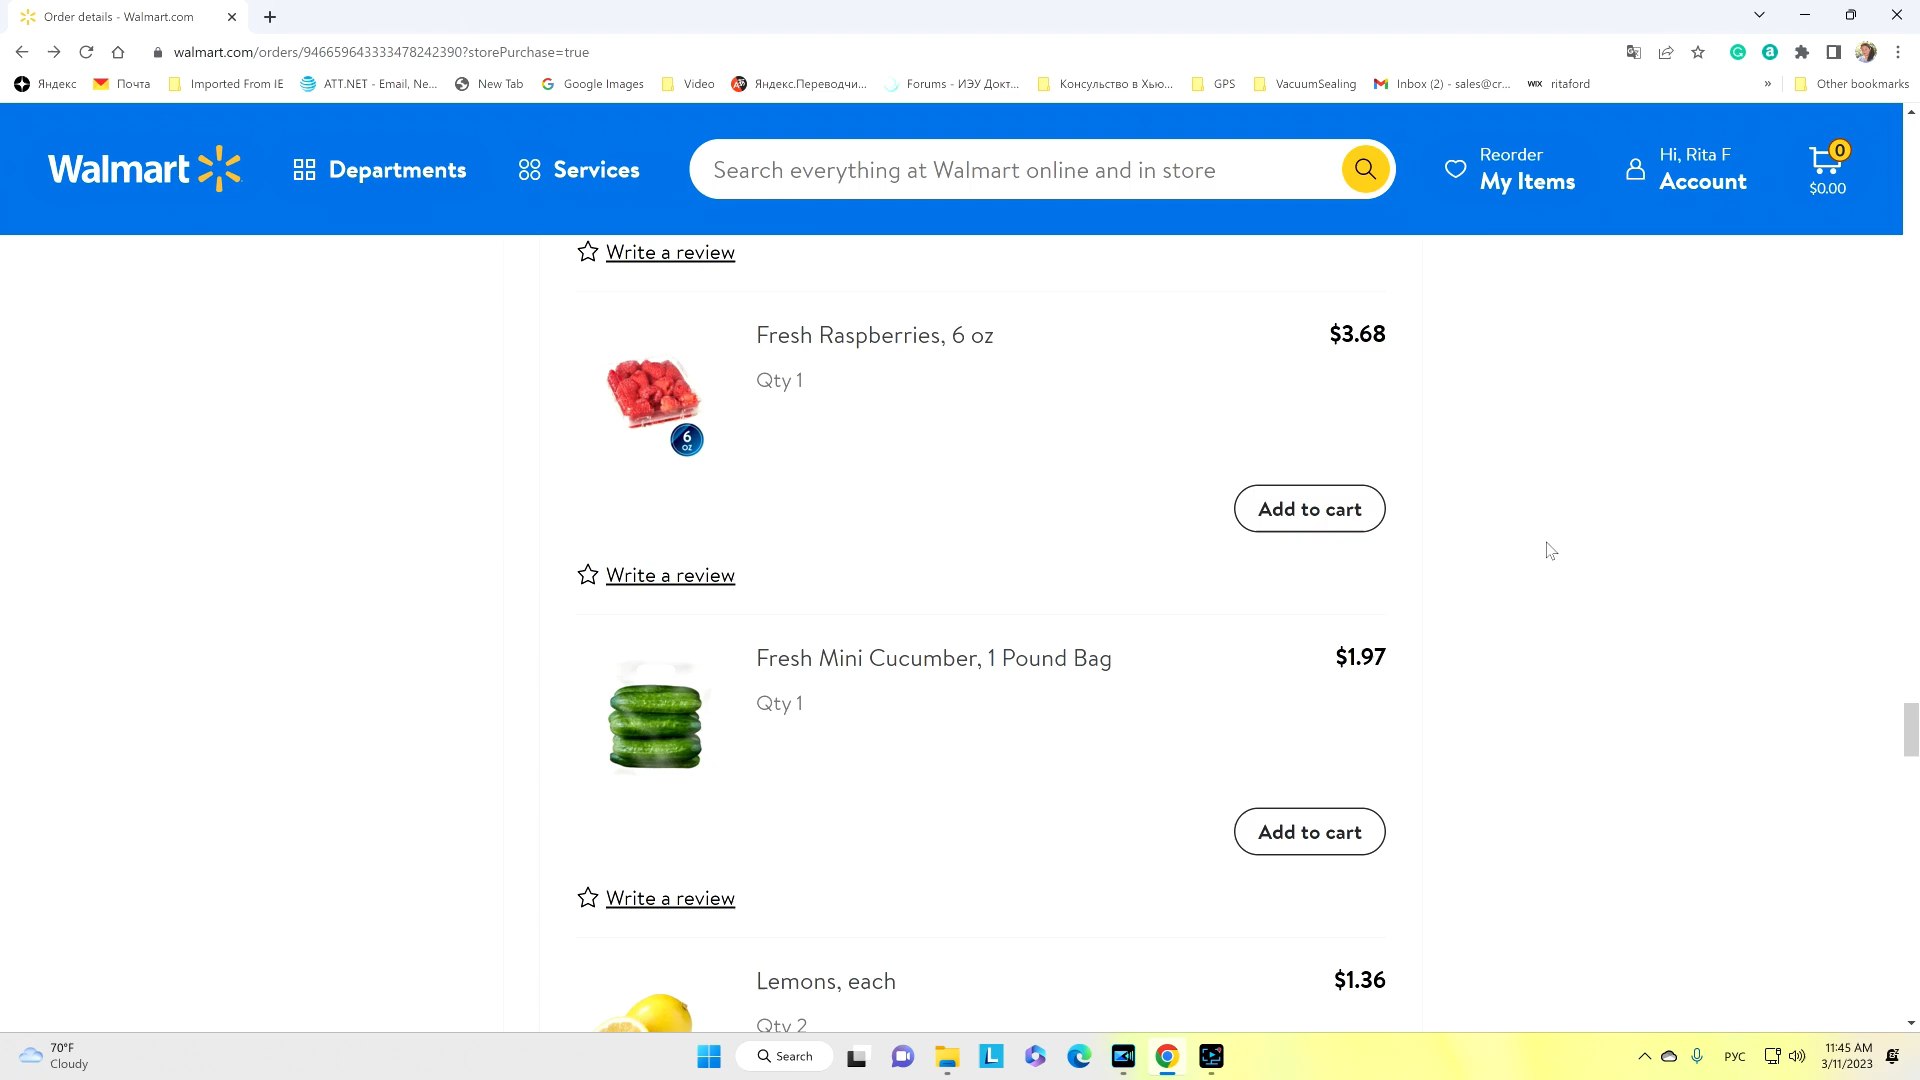 Order details - Walmart.com
walmart.com/orders/946659643333478242390?storePurchase=true
Яндекс Почта Imported From IE ATT.NET - Email, Ne... New Tab Google Images Video Яндекс.Переводчи... Forums - ИЭУ Докт... Консульство в Хью... GPS VacuumSealing Inbox (2) - sales@cr... WIX ritaford » Other bookmarks
Walmart Departments Services Search everything at Walmart online and in store
Reorder
My Items
Hi, Rita F
Account
0
$0.00
Write a review
Fresh Raspberries, 6 oz $3.68
Qty 1
6
OZ
Add to cart
Write a review
Fresh Mini Cucumber, 1 Pound Bag $1.97
Qty 1
Add to cart
Write a review
Lemons, each $1.36
Qty 2
70°F
Cloudy
Search
L
РУС
11:45 AM
3/11/2023